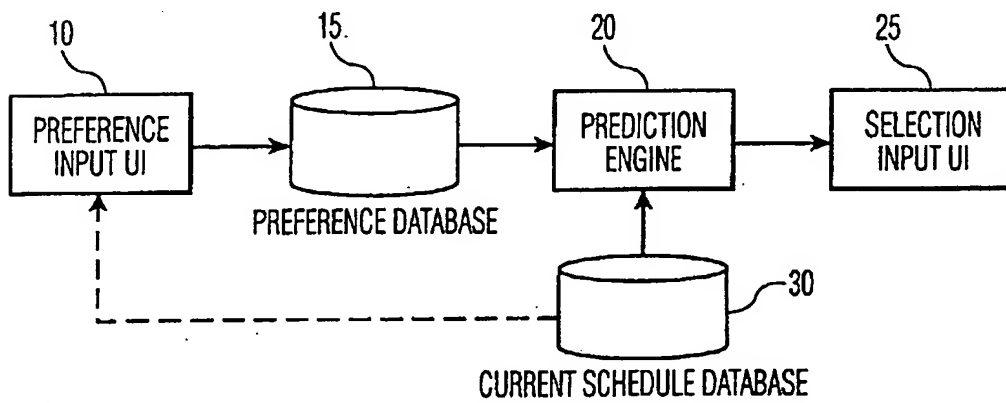 10
15.
20
25
PREFERENCE
INPUT UI
PREDICTION
ENGINE
SELECTION
INPUT UI
PREFERENCE DATABASE
30
CURRENT SCHEDULE DATABASE